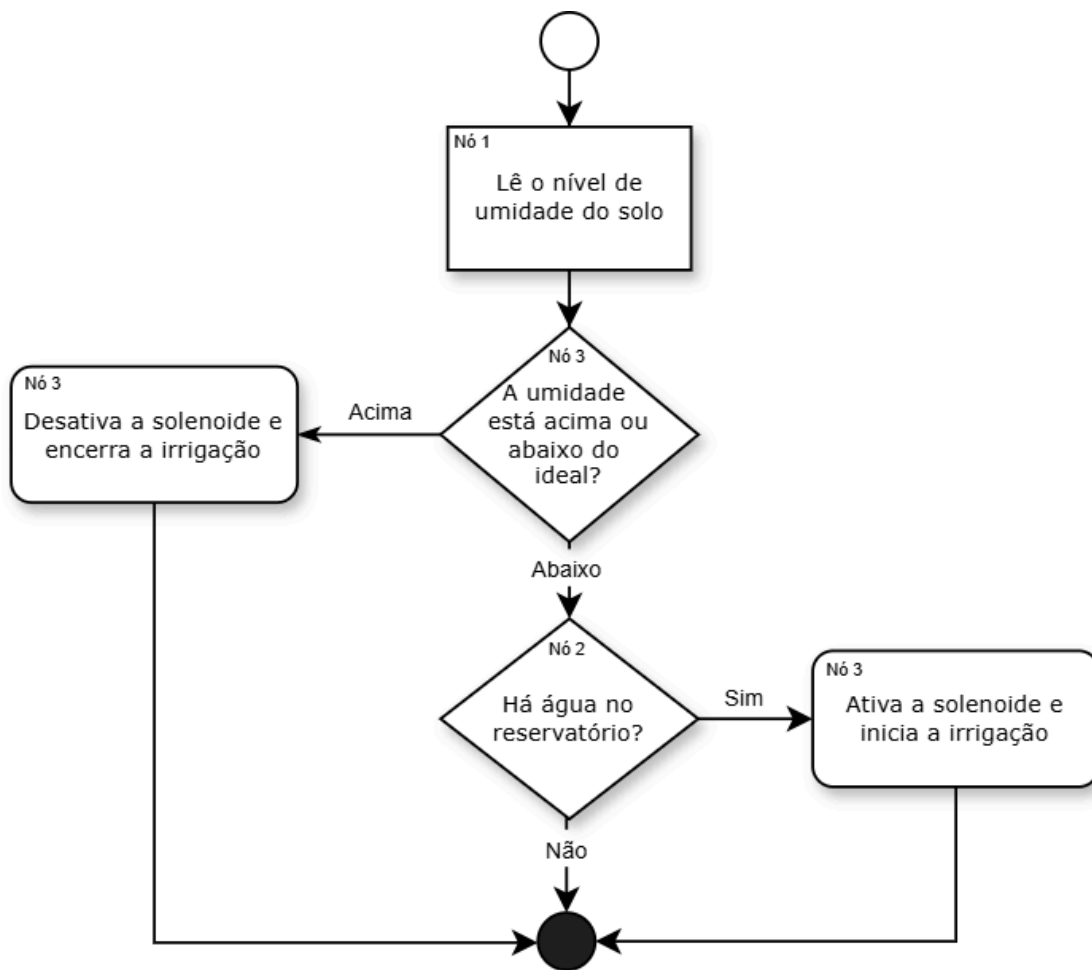 Nó 1
Lê o nível de
umidade do solo
Nó 3
A umidade
está acima ou
abaixo do
ideal?
Acima
Nó 3
Desativa a solenoide e
encerra a irrigação
Abaixo
Nó 2
Há água no
reservatório?
Sim
Nó 3
Ativa a solenoide e
inicia a irrigação
Não